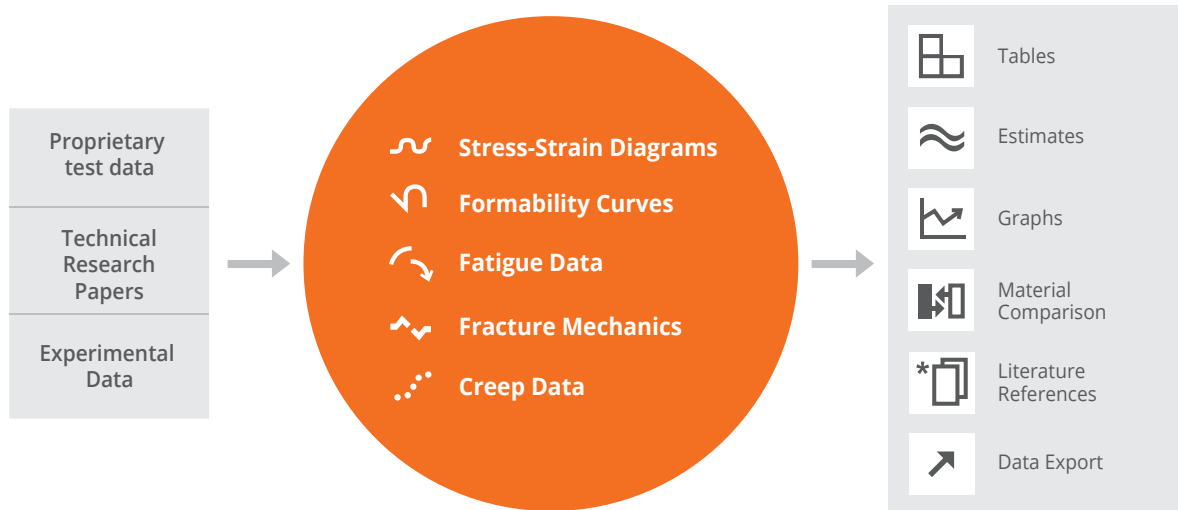 Proprietary
test data
Technical
Research
Papers
Experimental
Data
Stress-Strain Diagrams
Formability Curves
Fatigue Data
Fracture Mechanics
Creep Data
Tables
Estimates
Graphs
Material
Comparison
*
Literature
References
Data Export